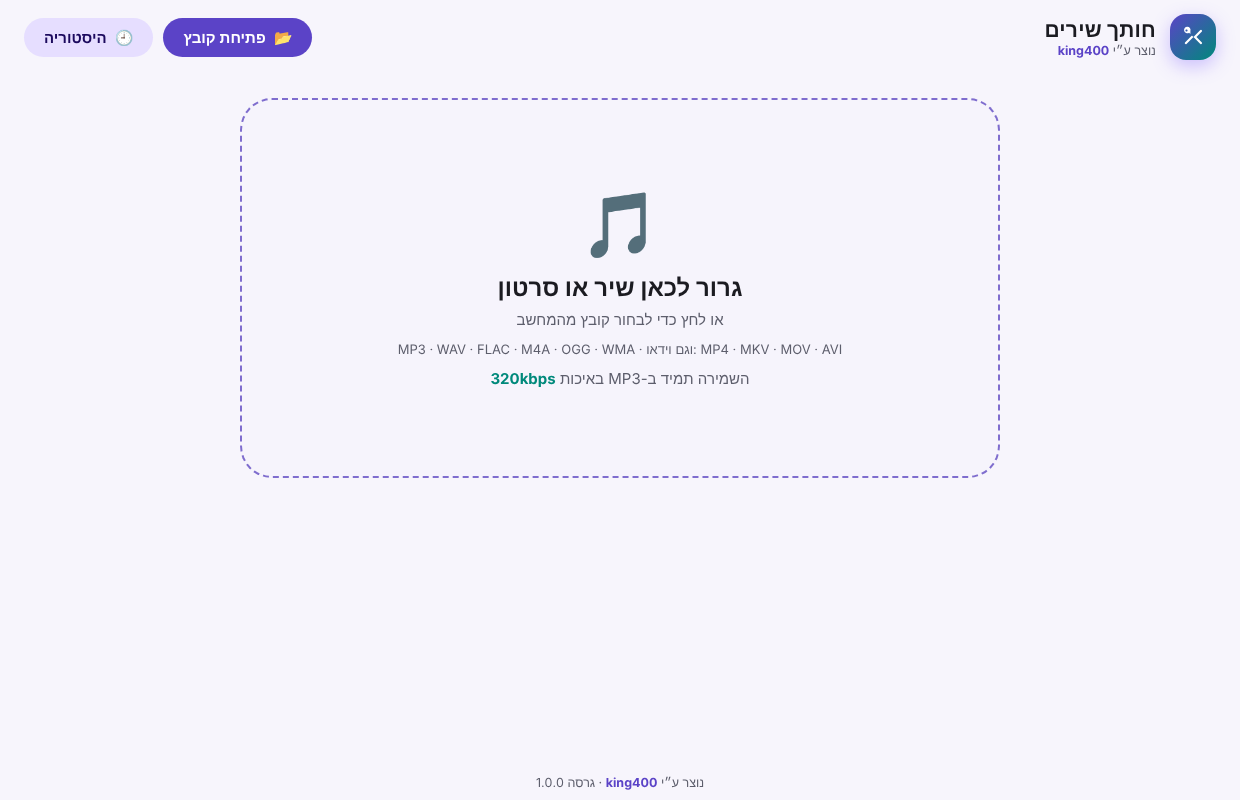 חותך שירים
נוצר ע״י king400
פתיחת קובץ
היסטוריה
גרור לכאן שיר או סרטון
או לחץ כדי לבחור קובץ מהמחשב
MP3 · WAV · FLAC · M4A · OGG · WMA · וגם וידאו: MP4 · MKV · MOV · AVI
השמירה תמיד ב-MP3 באיכות 320kbps
נוצר ע״י king400 · גרסה 1.0.0